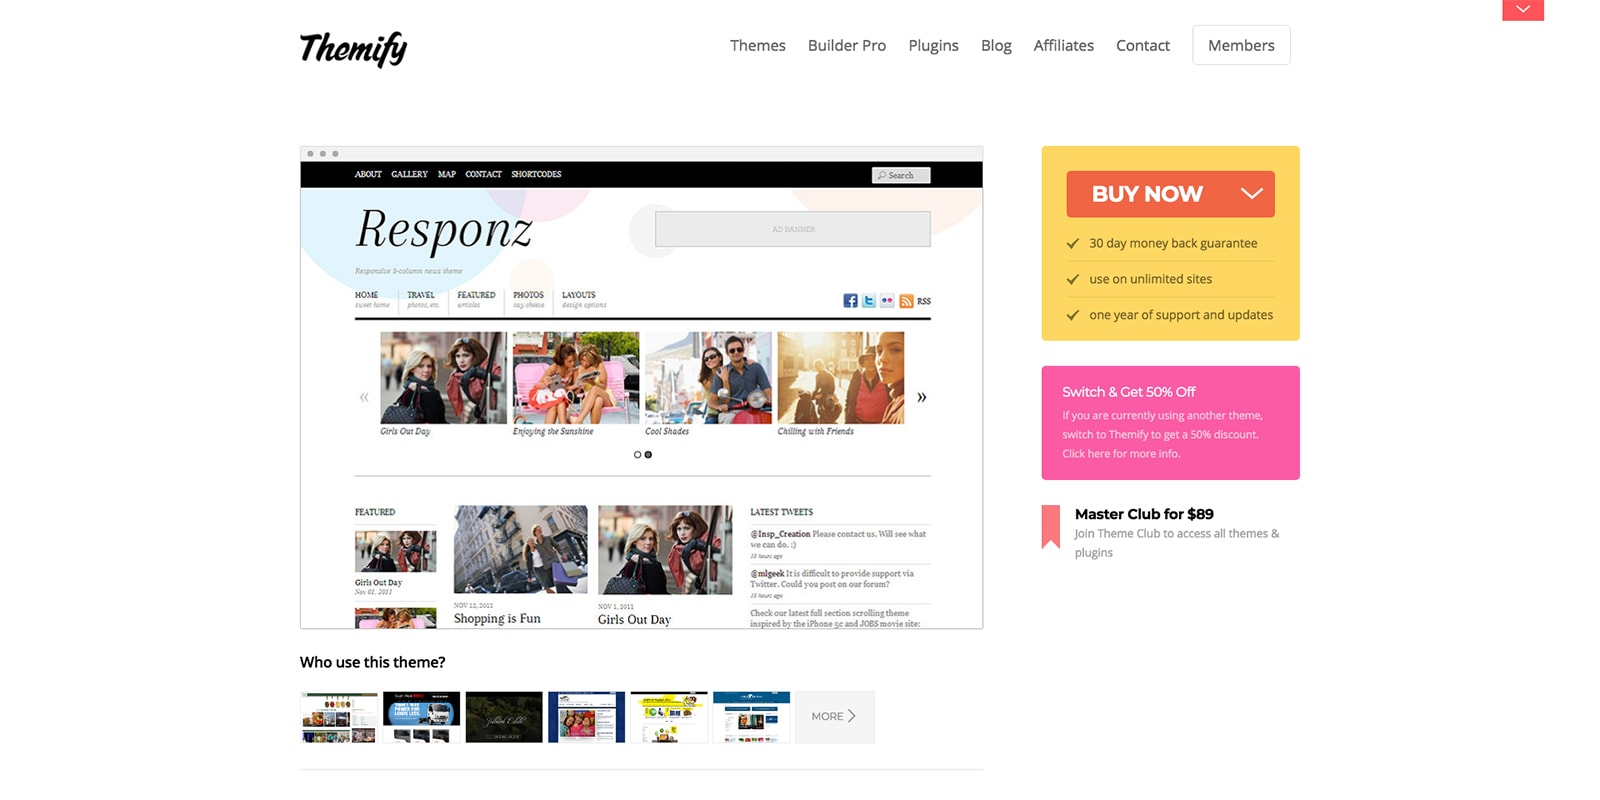 Themify
Themes Builder Pro Plugins Blog Affiliates Contact Members
ABOUT GALLERY MAP CONTACT SHORTCODES
Search
Responz
AD BANNER
Responsive 3-column news theme
HOME TRAVEL FEATURED PHOTOS LAYOUTS
sweet home photos, etc. articles say cheese design options
RSS
« »
Girls Out Day Enjoying the Sunshine Cool Shades Chilling with Friends
FEATURED
Girls Out Day
Nov 01, 2011
NOV 12, 2011
Shopping is Fun
NOV 1, 2011
Girls Out Day
LATEST TWEETS
@Insp_Creation Please contact us. Will see what
we can do. :)
18 hours ago
@mlgeek It is difficult to provide support via
Twitter. Could you post on our forum?
18 hours ago
Check our latest full section scrolling theme
inspired by the iPhone 5c and JOBS movie site:
BUY NOW
30 day money back guarantee
use on unlimited sites
one year of support and updates
Switch & Get 50% Off
If you are currently using another theme,
switch to Themify to get a 50% discount.
Click here for more info.
Master Club for $89
Join Theme Club to access all themes &
plugins
Who use this theme?
MORE